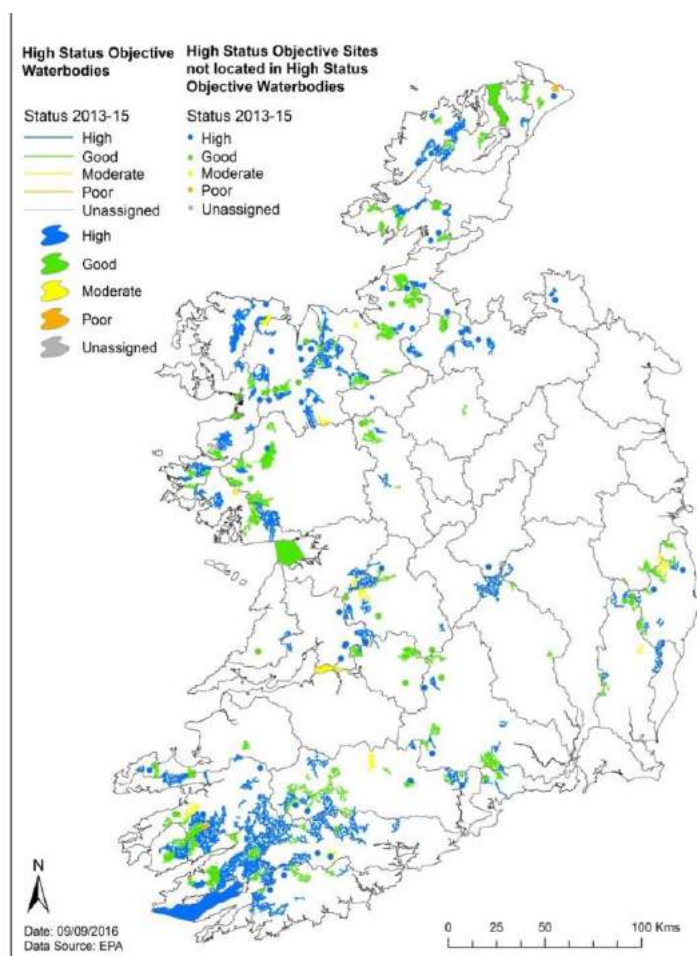 High Status Objective
Waterbodies
Status 2013-15
High
Good
Moderate
Poor
Unassigned
High
Good
Moderate
Poor
Unassigned
High Status Objective Sites
not located in High Status
Objective Waterbodies
Status 2013-15
High
Good
Moderate
Poor
Unassigned
N
Date: 09/09/2016
Data Source: EPA
0 25 50 100 Kms